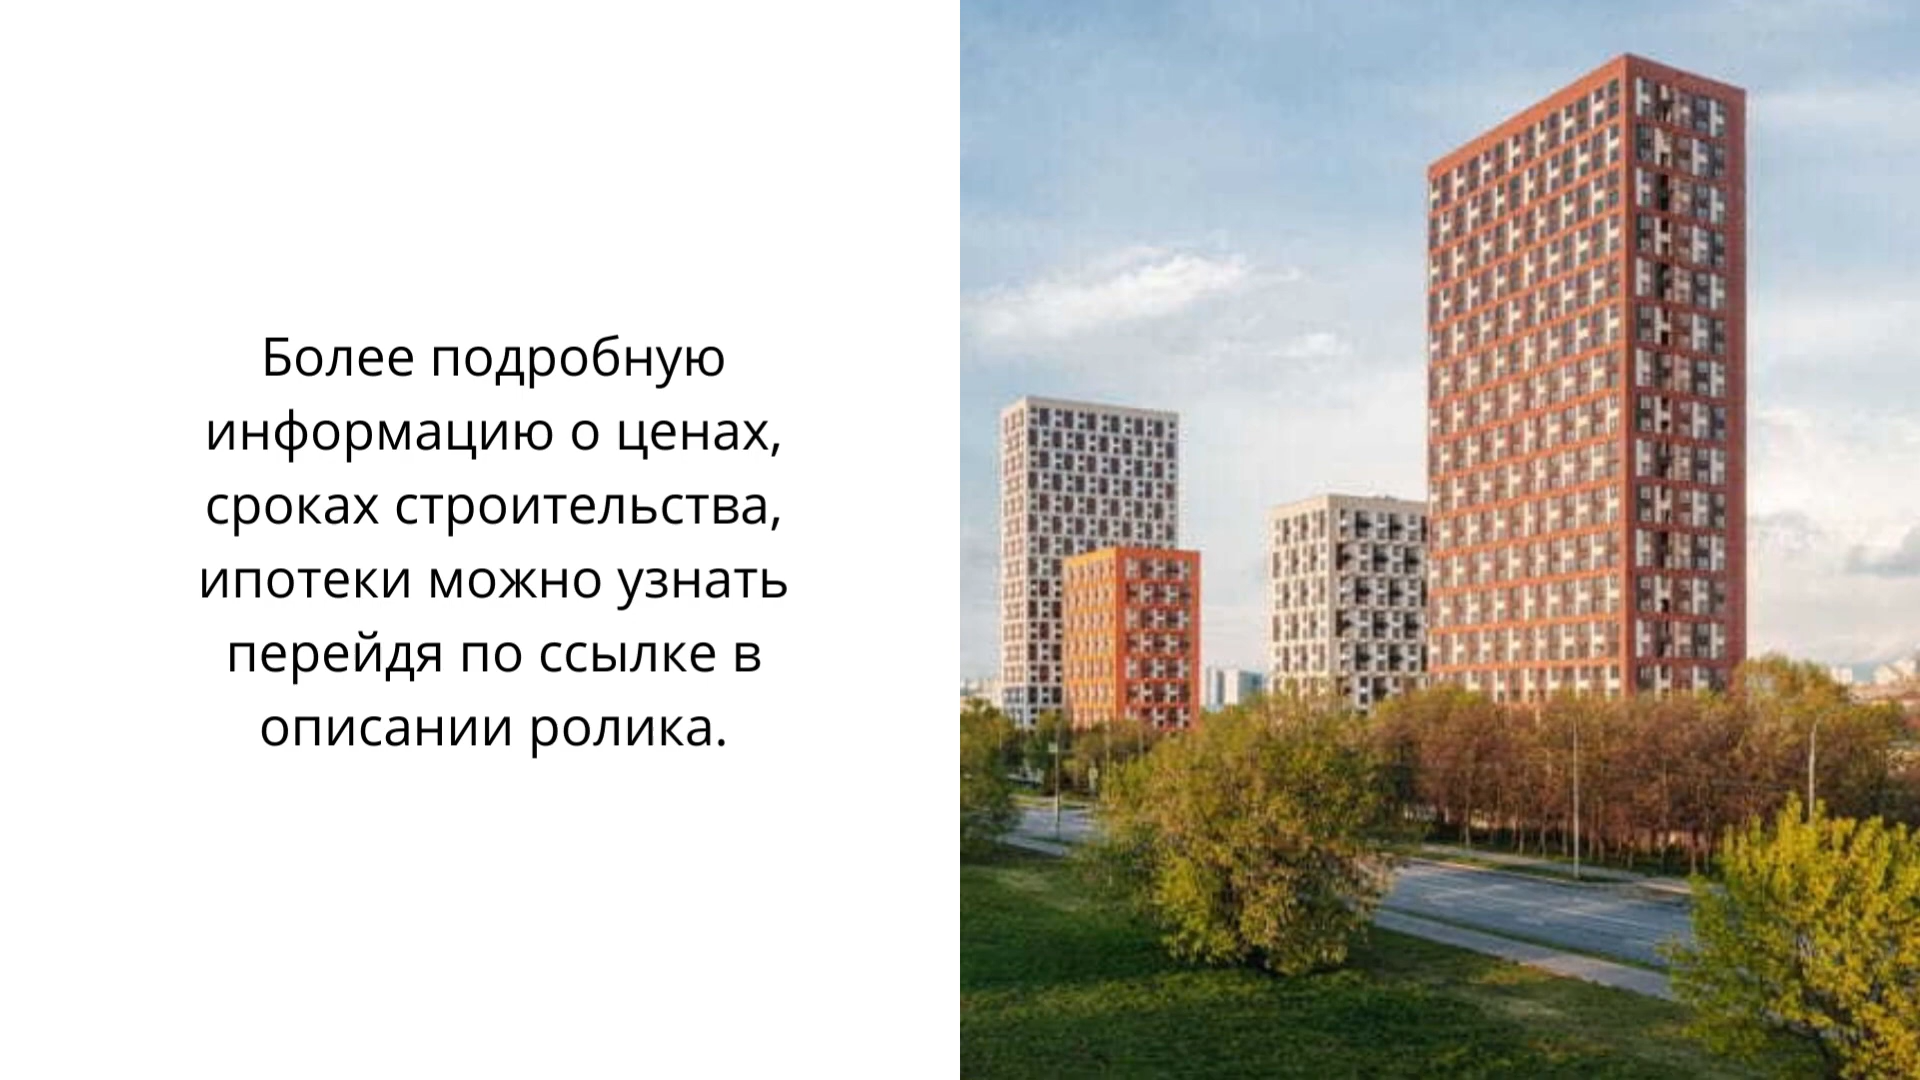 Более подробную
информацию о ценах,
сроках строительства,
ипотеки можно узнать
перейдя по ссылке в
описании ролика.